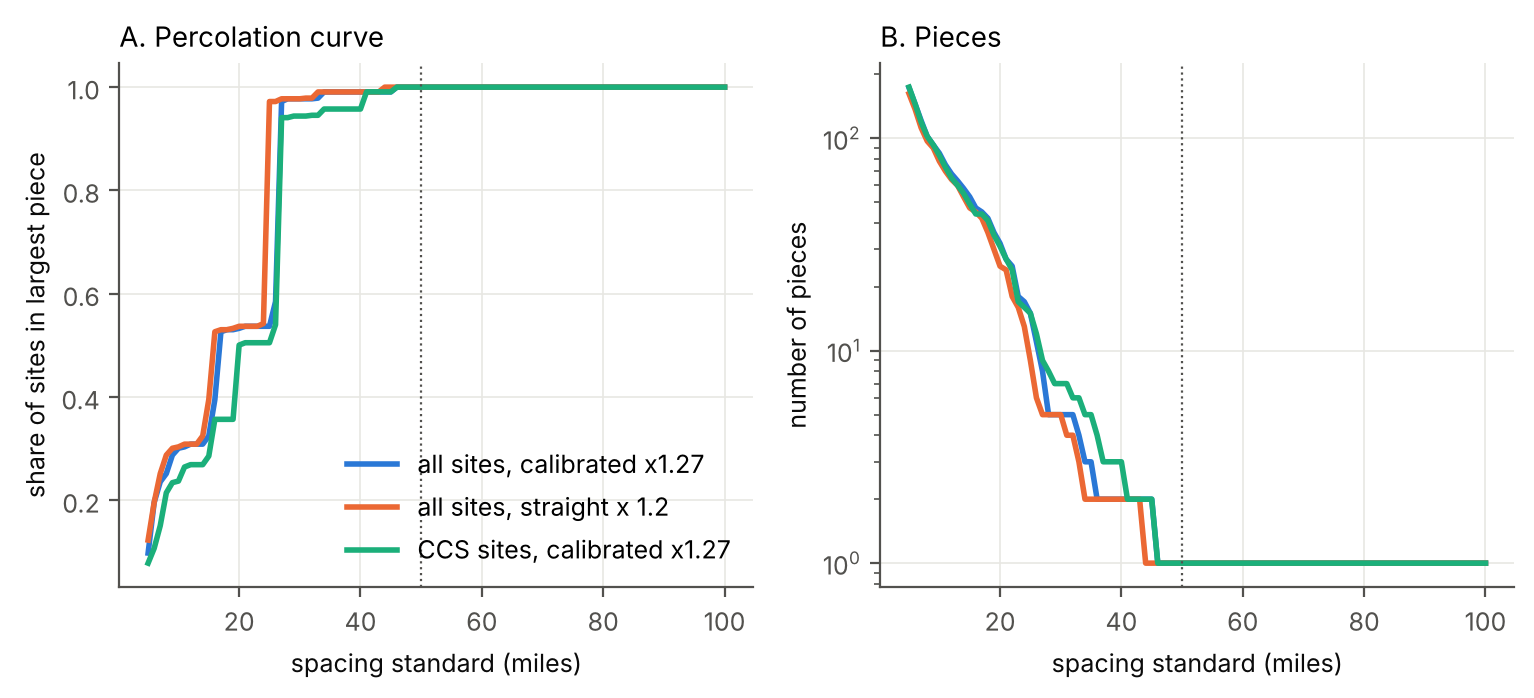 A. Percolation curve
share of sites in largest piece
1.0
0.8
0.6
0.4
0.2
all sites, calibrated x1.27
all sites, straight x 1.2
CCS sites, calibrated x1.27
20 40 60 80 100
spacing standard (miles)
B. Pieces
number of pieces
10²
10¹
10⁰
20 40 60 80 100
spacing standard (miles)